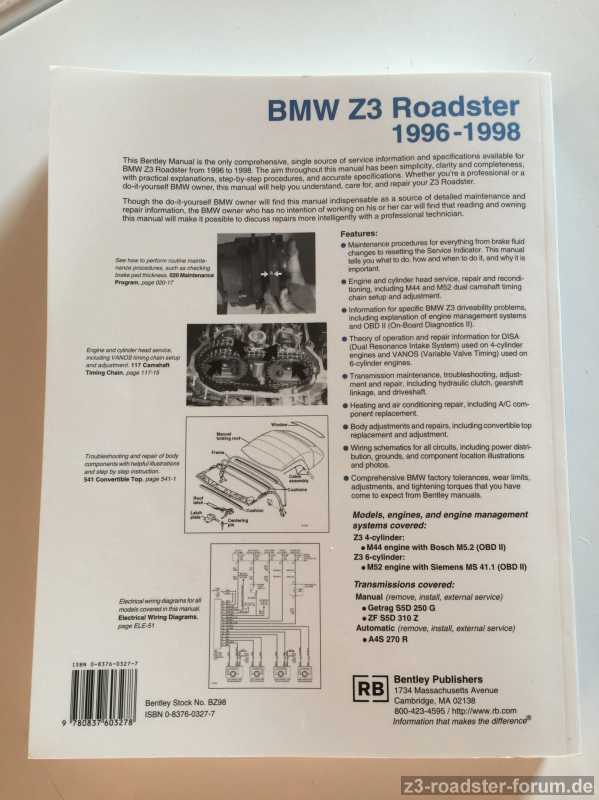 BMW Z3 Roadster
1996-1998
This Bentley Manual is the only comprehensive, single source of service information and specifications available for
BMW Z3 Roadster from 1996 to 1998. The aim throughout this manual has been simplicity, clarity and completeness,
with practical explanations, step-by-step procedures, and accurate specifications. Whether you're a professional or a
do-it-yourself BMW owner, this manual will help you understand, care for, and repair your Z3 Roadster.
Though the do-it-yourself BMW owner will find this manual indispensable as a source of detailed maintenance and
repair information, the BMW owner who has no intention of working on his or her car will find that reading and owning
this manual will make it possible to discuss repairs more intelligently with a professional technician.
See how to perform routine mainte-
nance procedures, such as checking
brake pad thickness. 020 Maintenance
Program, page 020-17
Engine and cylinder head service,
including VANOS timing chain setup
and adjustment. 117 Camshaft
Timing Chain, page 117-15
Troubleshooting and repair of body
components with helpful illustrations
and step by step instruction.
541 Convertible Top, page 541-1
Window
Manual
folding roof
Frame
Cable
assembly
Cushions
Cushion
Roof
latch
Latch
plate
Centering
pin
Electrical wiring diagrams for all
models covered in this manual.
Electrical Wiring Diagrams,
page ELE-51
Features:
• Maintenance procedures for everything from brake fluid
changes to resetting the Service Indicator. This manual
tells you what to do, how and when to do it, and why it is
important.
• Engine and cylinder head service, repair and recondi-
tioning, including M44 and M52 dual camshaft timing
chain setup and adjustment.
• Information for specific BMW Z3 driveability problems,
including explanation of engine management systems
and OBD II (On-Board Diagnostics II).
• Theory of operation and repair information for DISA
(Dual Resonance Intake System) used on 4-cylinder
engines and VANOS (Variable Valve Timing) used on
6-cylinder engines.
• Transmission maintenance, troubleshooting, adjust-
ment and repair, including hydraulic clutch, gearshift
linkage, and driveshaft.
• Heating and air conditioning repair, including A/C com-
ponent replacement.
• Body adjustments and repairs, including convertible top
replacement and adjustment.
• Wiring schematics for all circuits, including power distri-
bution, grounds, and component location illustrations
and photos.
• Comprehensive BMW factory tolerances, wear limits,
adjustments, and tightening torques that you have
come to expect from Bentley manuals.
Models, engines, and engine management
systems covered:
Z3 4-cylinder:
• M44 engine with Bosch M5.2 (OBD II)
Z3 6-cylinder:
• M52 engine with Siemens MS 41.1 (OBD II)
Transmissions covered:
Manual (remove, install, external service)
• Getrag S5D 250 G
• ZF S5D 310 Z
Automatic (remove, install, external service)
• A4S 270 R
ISBN 0-8376-0327-7
9 780837 603278
Bentley Stock No. BZ98
ISBN 0-8376-0327-7
RB
Bentley Publishers
1734 Massachusetts Avenue
Cambridge, MA 02138
800-423-4595 / http://www.rb.com
Information that makes the difference®
z3-roadster-forum.de